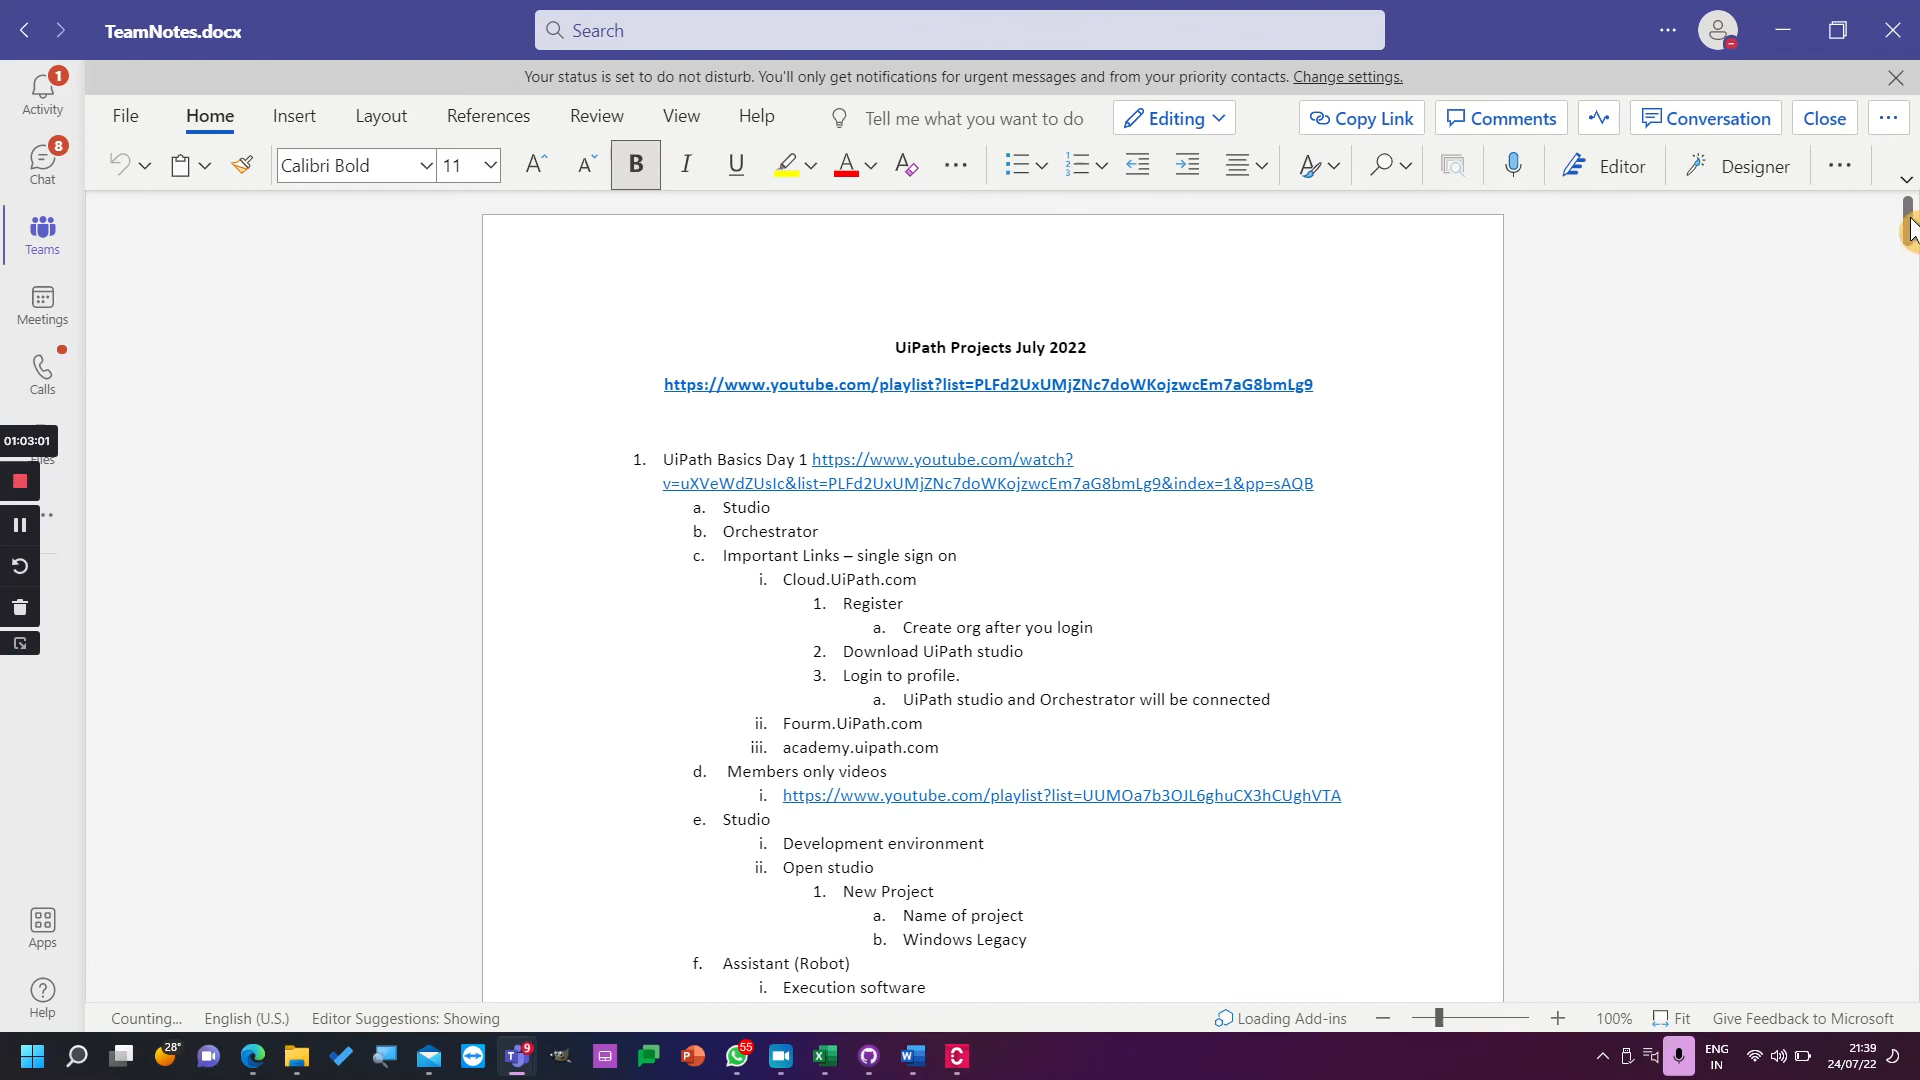 TeamNotes.docx
Search
Your status is set to do not disturb. You'll only get notifications for urgent messages and from your priority contacts. Change settings.
1
Activity
8
Chat
Teams
Meetings
Calls
Files
Apps
Help
01:03:01
File Home Insert Layout References Review View Help Tell me what you want to do Editing Copy Link Comments Conversation Close
Calibri Bold 11 B I U A Editor Designer
UiPath Projects July 2022
https://www.youtube.com/playlist?list=PLFd2UxUMjZNc7doWKojzwcEm7aG8bmLg9
1. UiPath Basics Day 1 https://www.youtube.com/watch?
v=uXVeWdZUsIc&list=PLFd2UxUMjZNc7doWKojzwcEm7aG8bmLg9&index=1&pp=sAQB
a. Studio
b. Orchestrator
c. Important Links – single sign on
i. Cloud.UiPath.com
1. Register
a. Create org after you login
2. Download UiPath studio
3. Login to profile.
a. UiPath studio and Orchestrator will be connected
ii. Fourm.UiPath.com
iii. academy.uipath.com
d. Members only videos
i. https://www.youtube.com/playlist?list=UUMOa7b3OJL6ghuCX3hCUghVTA
e. Studio
i. Development environment
ii. Open studio
1. New Project
a. Name of project
b. Windows Legacy
f. Assistant (Robot)
i. Execution software
Counting... English (U.S.) Editor Suggestions: Showing Loading Add-ins 100% Fit Give Feedback to Microsoft
28° 9 55 ENG 21:39
IN 24/07/22